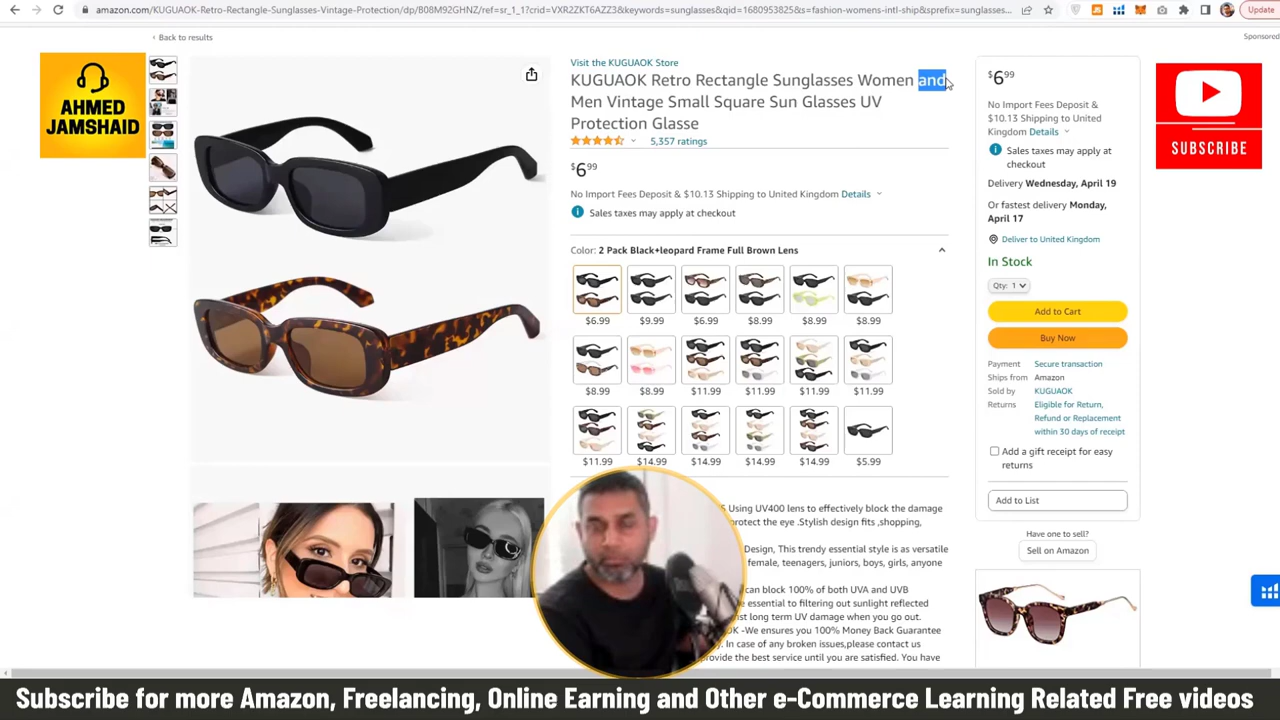 amazon.com/KUGUAOK-Retro-Rectangle-Sunglasses-Vintage-Protection/dp/B08M92GHNZ/ref=sr_1_1?crid=VXR2ZKT6AZZ3&keywords=sunglasses&qid=1680953825&s=fashion-womens-intl-ship&sprefix=sunglasses...
Update
Back to results
Sponsored
AHMED
JAMSHAID
Visit the KUGUAOK Store
KUGUAOK Retro Rectangle Sunglasses Women and
Men Vintage Small Square Sun Glasses UV
Protection Glasse
5,357 ratings
$6.99
No Import Fees Deposit & $10.13 Shipping to United Kingdom Details
Sales taxes may apply at checkout
Color: 2 Pack Black+leopard Frame Full Brown Lens
$6.99 $9.99 $6.99 $8.99 $8.99 $8.99
$8.99 $8.99 $11.99 $11.99 $11.99 $11.99
$11.99 $14.99 $14.99 $14.99 $14.99 $5.99
Using UV400 lens to effectively block the damage
protect the eye .Stylish design fits ,shopping,
Design, This trendy essential style is as versatile
female, teenagers, juniors, boys, girls, anyone
can block 100% of both UVA and UVB
essential to filtering out sunlight reflected
long term UV damage when you go out.
-We ensures you 100% Money Back Guarantee
In case of any broken issues,please contact us
provide the best service until you are satisfied. You have
$6.99
No Import Fees Deposit &
$10.13 Shipping to United
Kingdom Details
Sales taxes may apply at
checkout
Delivery Wednesday, April 19
Or fastest delivery Monday,
April 17
Deliver to United Kingdom
In Stock
Qty: 1
Add to Cart
Buy Now
Payment Secure transaction
Ships from Amazon
Sold by KUGUAOK
Returns Eligible for Return,
Refund or Replacement
within 30 days of receipt
Add a gift receipt for easy
returns
Add to List
Have one to sell?
Sell on Amazon
SUBSCRIBE
Subscribe for more Amazon, Freelancing, Online Earning and Other e-Commerce Learning Related Free videos